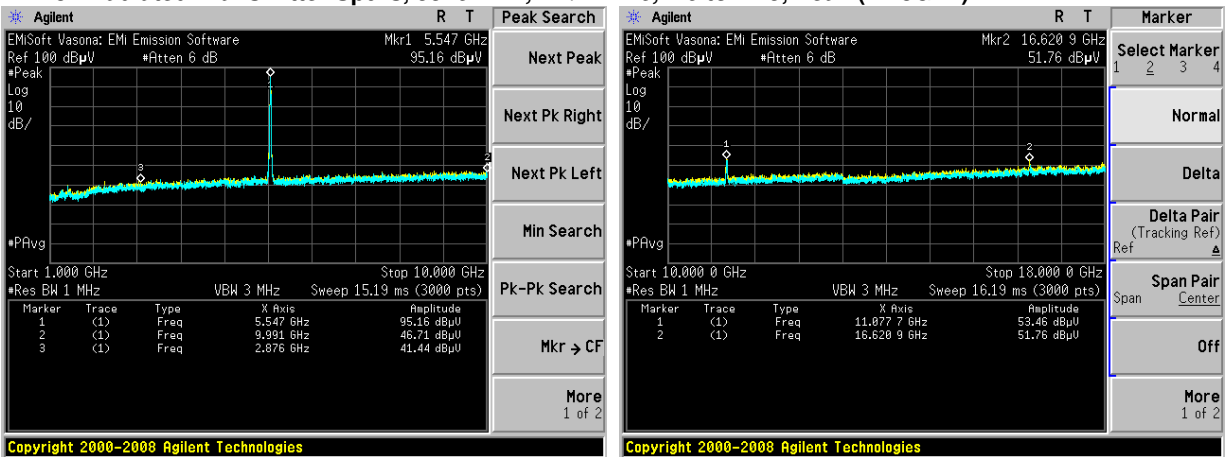 Agilent R T Peak Search
EMiSoft Vasona: EMi Emission Software Mkr1 5.547 GHz
Ref 100 dBµV #Atten 6 dB 95.16 dBµV
#Peak
Log
10
dB/
3
2
#PAvg
Start 1.000 GHz Stop 10.000 GHz
#Res BW 1 MHz VBW 3 MHz Sweep 15.19 ms (3000 pts)
Marker Trace Type X Axis Amplitude
1 (1) Freq 5.547 GHz 95.16 dBµV
2 (1) Freq 9.991 GHz 46.71 dBµV
3 (1) Freq 2.876 GHz 41.44 dBµV
Next Peak
Next Pk Right
Next Pk Left
Min Search
Pk-Pk Search
Mkr → CF
More
1 of 2
Copyright 2000-2008 Agilent Technologies
Agilent R T Marker
EMiSoft Vasona: EMi Emission Software Mkr2 16.620 9 GHz
Ref 100 dBµV #Atten 6 dB 51.76 dBµV
#Peak
Log
10
dB/
1
2
#PAvg
Start 10.000 0 GHz Stop 18.000 0 GHz
#Res BW 1 MHz VBW 3 MHz Sweep 16.19 ms (3000 pts)
Marker Trace Type X Axis Amplitude
1 (1) Freq 11.077 7 GHz 53.46 dBµV
2 (1) Freq 16.620 9 GHz 51.76 dBµV
Select Marker
1 2 3 4
Normal
Delta
Delta Pair
(Tracking Ref)
Ref Δ
Span Pair
Span Center
Off
More
1 of 2
Copyright 2000-2008 Agilent Technologies